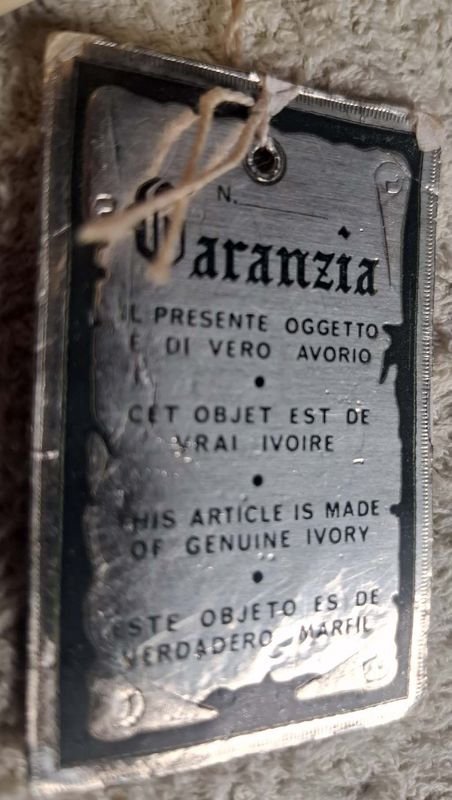 N.
Garanzia
IL PRESENTE OGGETTO
E DI VERO AVORIO
•
CET OBJET EST DE
VRAI IVOIRE
•
THIS ARTICLE IS MADE
OF GENUINE IVORY
•
ESTE OBJETO ES DE
VERDADERO MARFIL